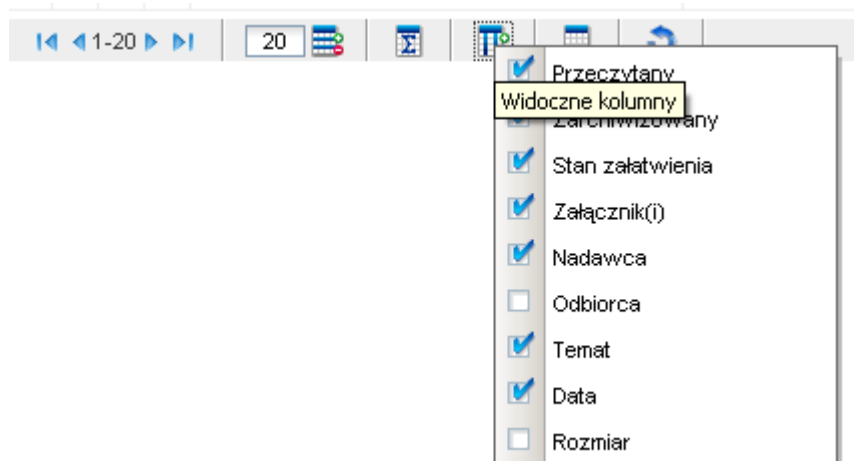 1-20
20
Przeczytany
Widoczne kolumny
Zarchiwizowany
Stan załatwienia
Załącznik(i)
Nadawca
Odbiorca
Temat
Data
Rozmiar